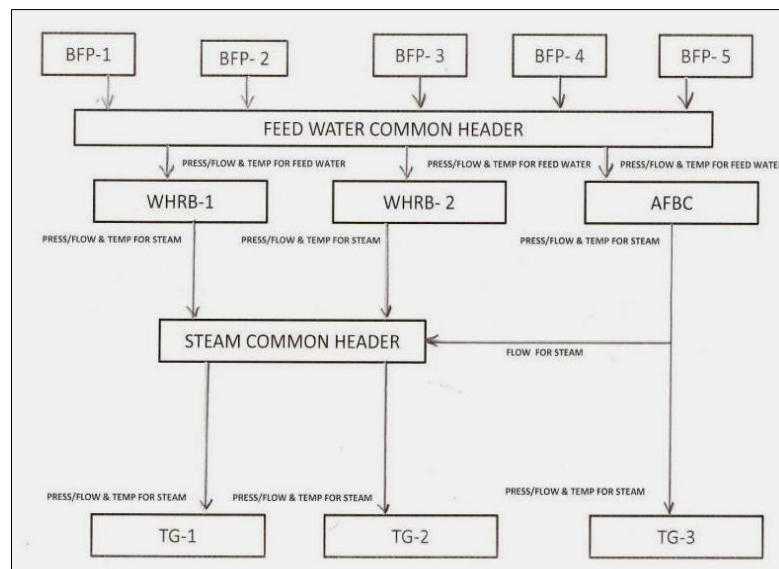 BFP-1
BFP- 2
BFP- 3
BFP- 4
BFP- 5
FEED WATER COMMON HEADER
PRESS/FLOW & TEMP FOR FEED WATER
PRESS/FLOW & TEMP FOR FEED WATER
PRESS/FLOW & TEMP FOR FEED WATER
WHRB-1
WHRB- 2
AFBC
PRESS/FLOW & TEMP FOR STEAM
PRESS/FLOW & TEMP FOR STEAM
PRESS/FLOW & TEMP FOR STEAM
STEAM COMMON HEADER
FLOW FOR STEAM
PRESS/FLOW & TEMP FOR STEAM
PRESS/FLOW & TEMP FOR STEAM
PRESS/FLOW & TEMP FOR STEAM
TG-1
TG-2
TG-3